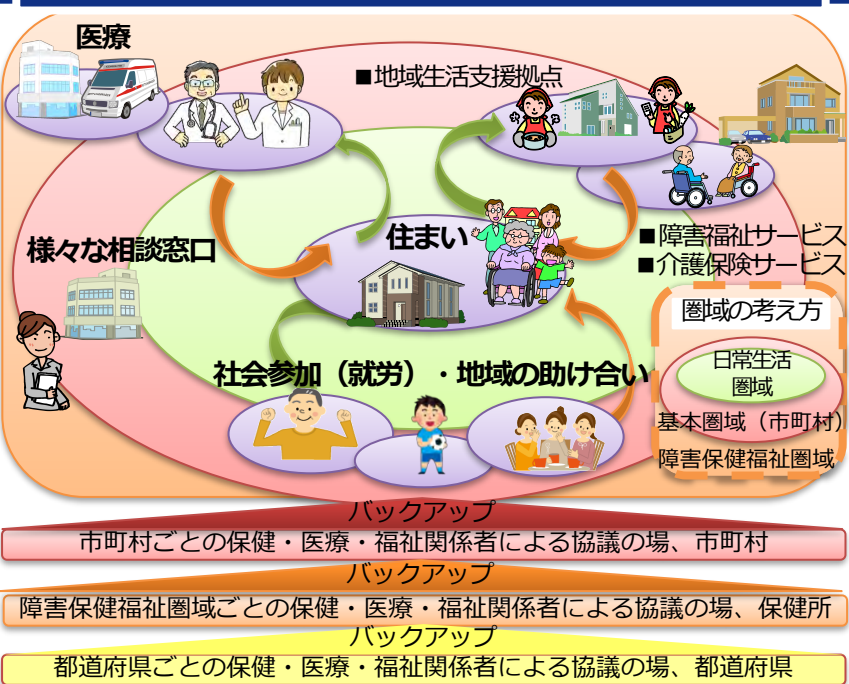 医療
■地域生活支援拠点
住まい
様々な相談窓口
■障害福祉サービス
■介護保険サービス
圏域の考え方
日常生活
圏域
基本圏域（市町村）
障害保健福祉圏域
社会参加（就労）・地域の助け合い
バックアップ
市町村ごとの保健・医療・福祉関係者による協議の場、市町村
バックアップ
障害保健福祉圏域ごとの保健・医療・福祉関係者による協議の場、保健所
バックアップ
都道府県ごとの保健・医療・福祉関係者による協議の場、都道府県